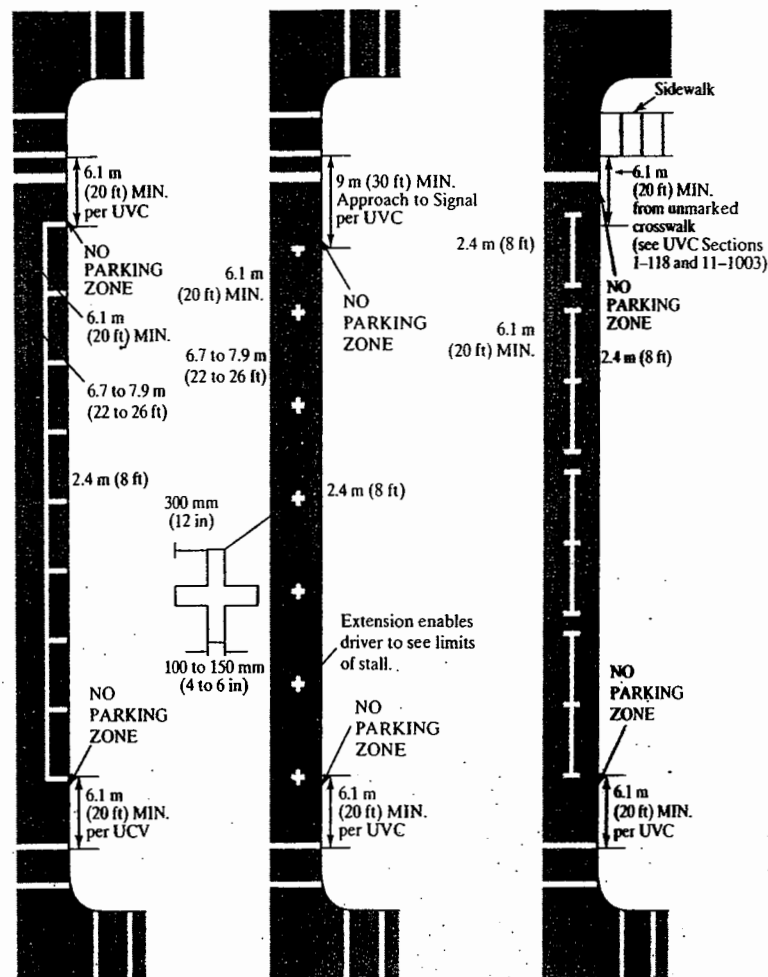 6.1 m
(20 ft) MIN.
per UVC
NO
PARKING
ZONE
6.1 m
(20 ft) MIN.
6.7 to 7.9 m
(22 to 26 ft)
2.4 m (8 ft)
NO
PARKING
ZONE
6.1 m
(20 ft) MIN.
per UCV
9 m (30 ft) MIN.
Approach to Signal
per UVC
6.1 m
(20 ft) MIN.
NO
PARKING
ZONE
6.7 to 7.9 m
(22 to 26 ft)
2.4 m (8 ft)
300 mm
(12 in)
100 to 150 mm
(4 to 6 in)
Extension enables
driver to see limits
of stall.
NO
PARKING
ZONE
6.1 m
(20 ft) MIN.
per UVC
Sidewalk
6.1 m
(20 ft) MIN.
from unmarked
crosswalk
(see UVC Sections
1–118 and 11–1003)
2.4 m (8 ft)
NO
PARKING
ZONE
6.1 m
(20 ft) MIN.
2.4 m (8 ft)
NO
PARKING
ZONE
6.1 m
(20 ft) MIN.
per UVC